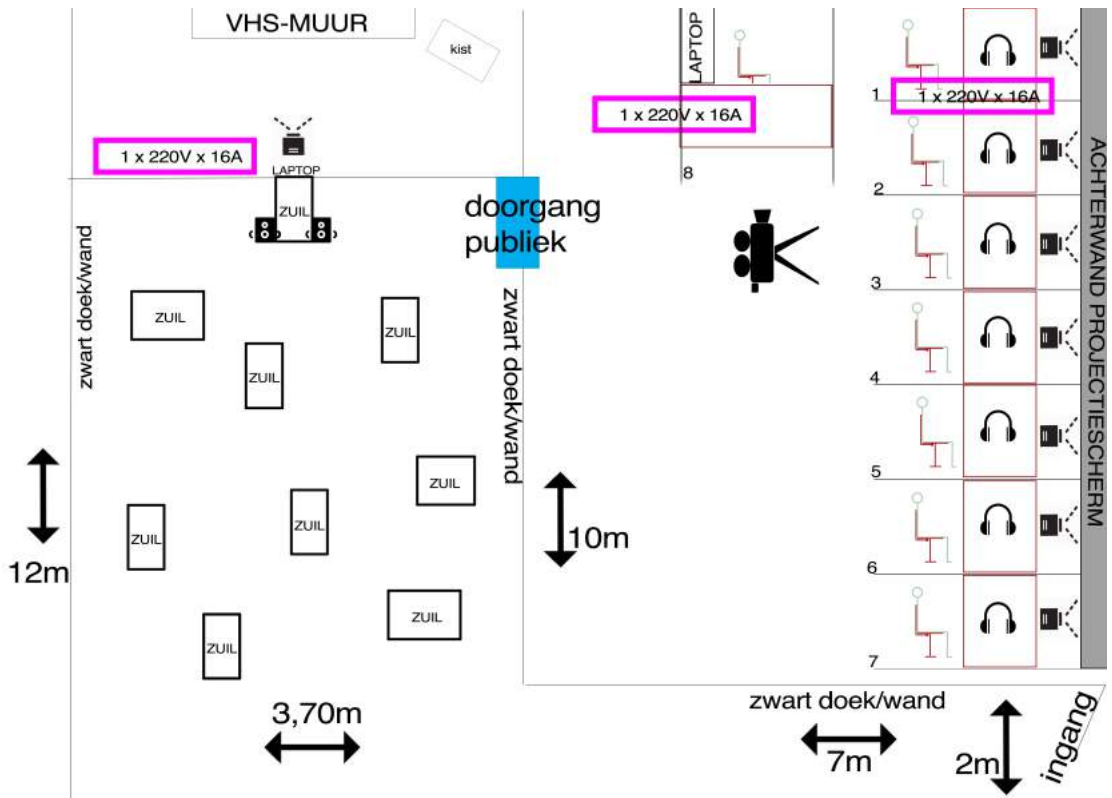 VHS-MUUR
kist
LAPTOP
1 x 220V x 16A
1 x 220V x 16A
1
1 x 220V x 16A
LAPTOP
ZUIL
8
2
doorgang
publiek
zwart doek/wand
zwart doek/wand
ACHTERWAND PROJECTIESCHERM
3
ZUIL
ZUIL
ZUIL
4
ZUIL
5
ZUIL
ZUIL
10m
12m
6
ZUIL
ZUIL
7
zwart doek/wand
3,70m
7m
2m
ingang